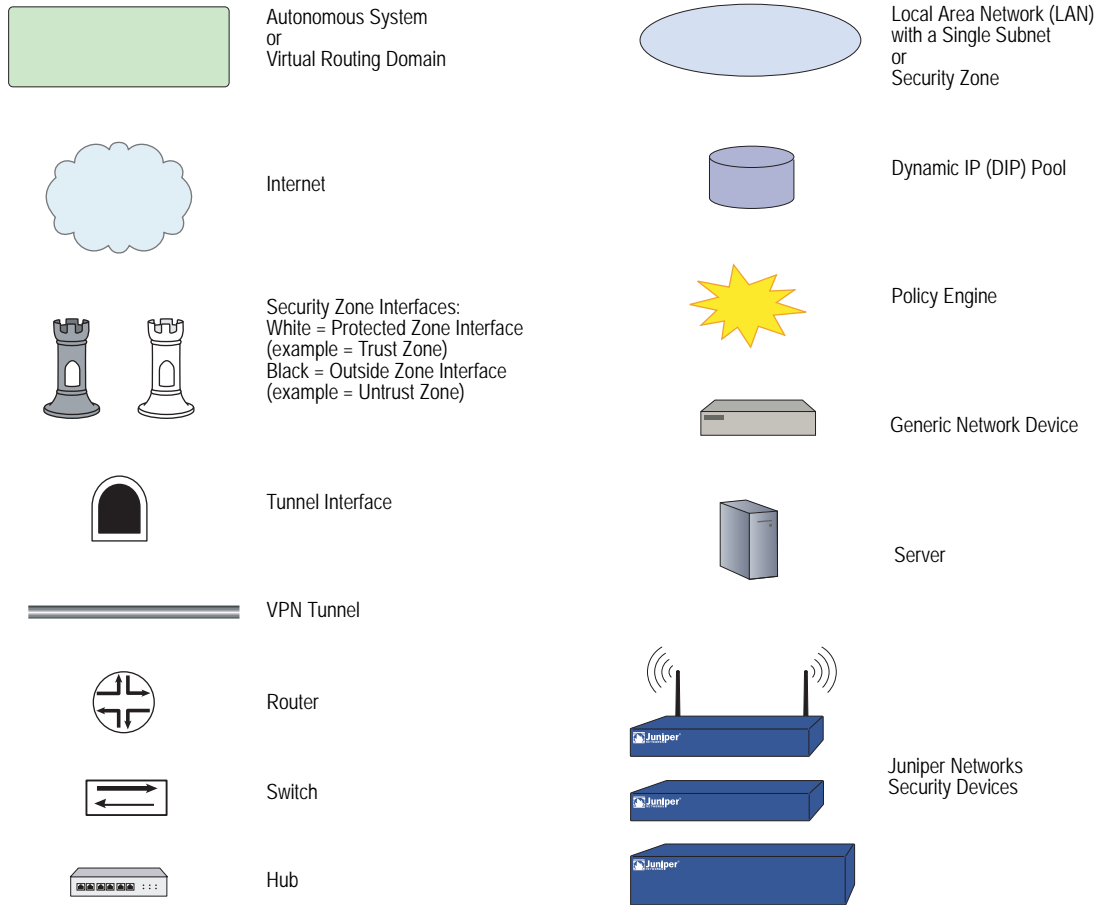 Autonomous System
or
Virtual Routing Domain
Internet
Security Zone Interfaces:
White = Protected Zone Interface
(example = Trust Zone)
Black = Outside Zone Interface
(example = Untrust Zone)
Tunnel Interface
VPN Tunnel
Router
Switch
Hub
Local Area Network (LAN)
with a Single Subnet
or
Security Zone
Dynamic IP (DIP) Pool
Policy Engine
Generic Network Device
Server
Juniper
Juniper
Juniper
Juniper Networks
Security Devices